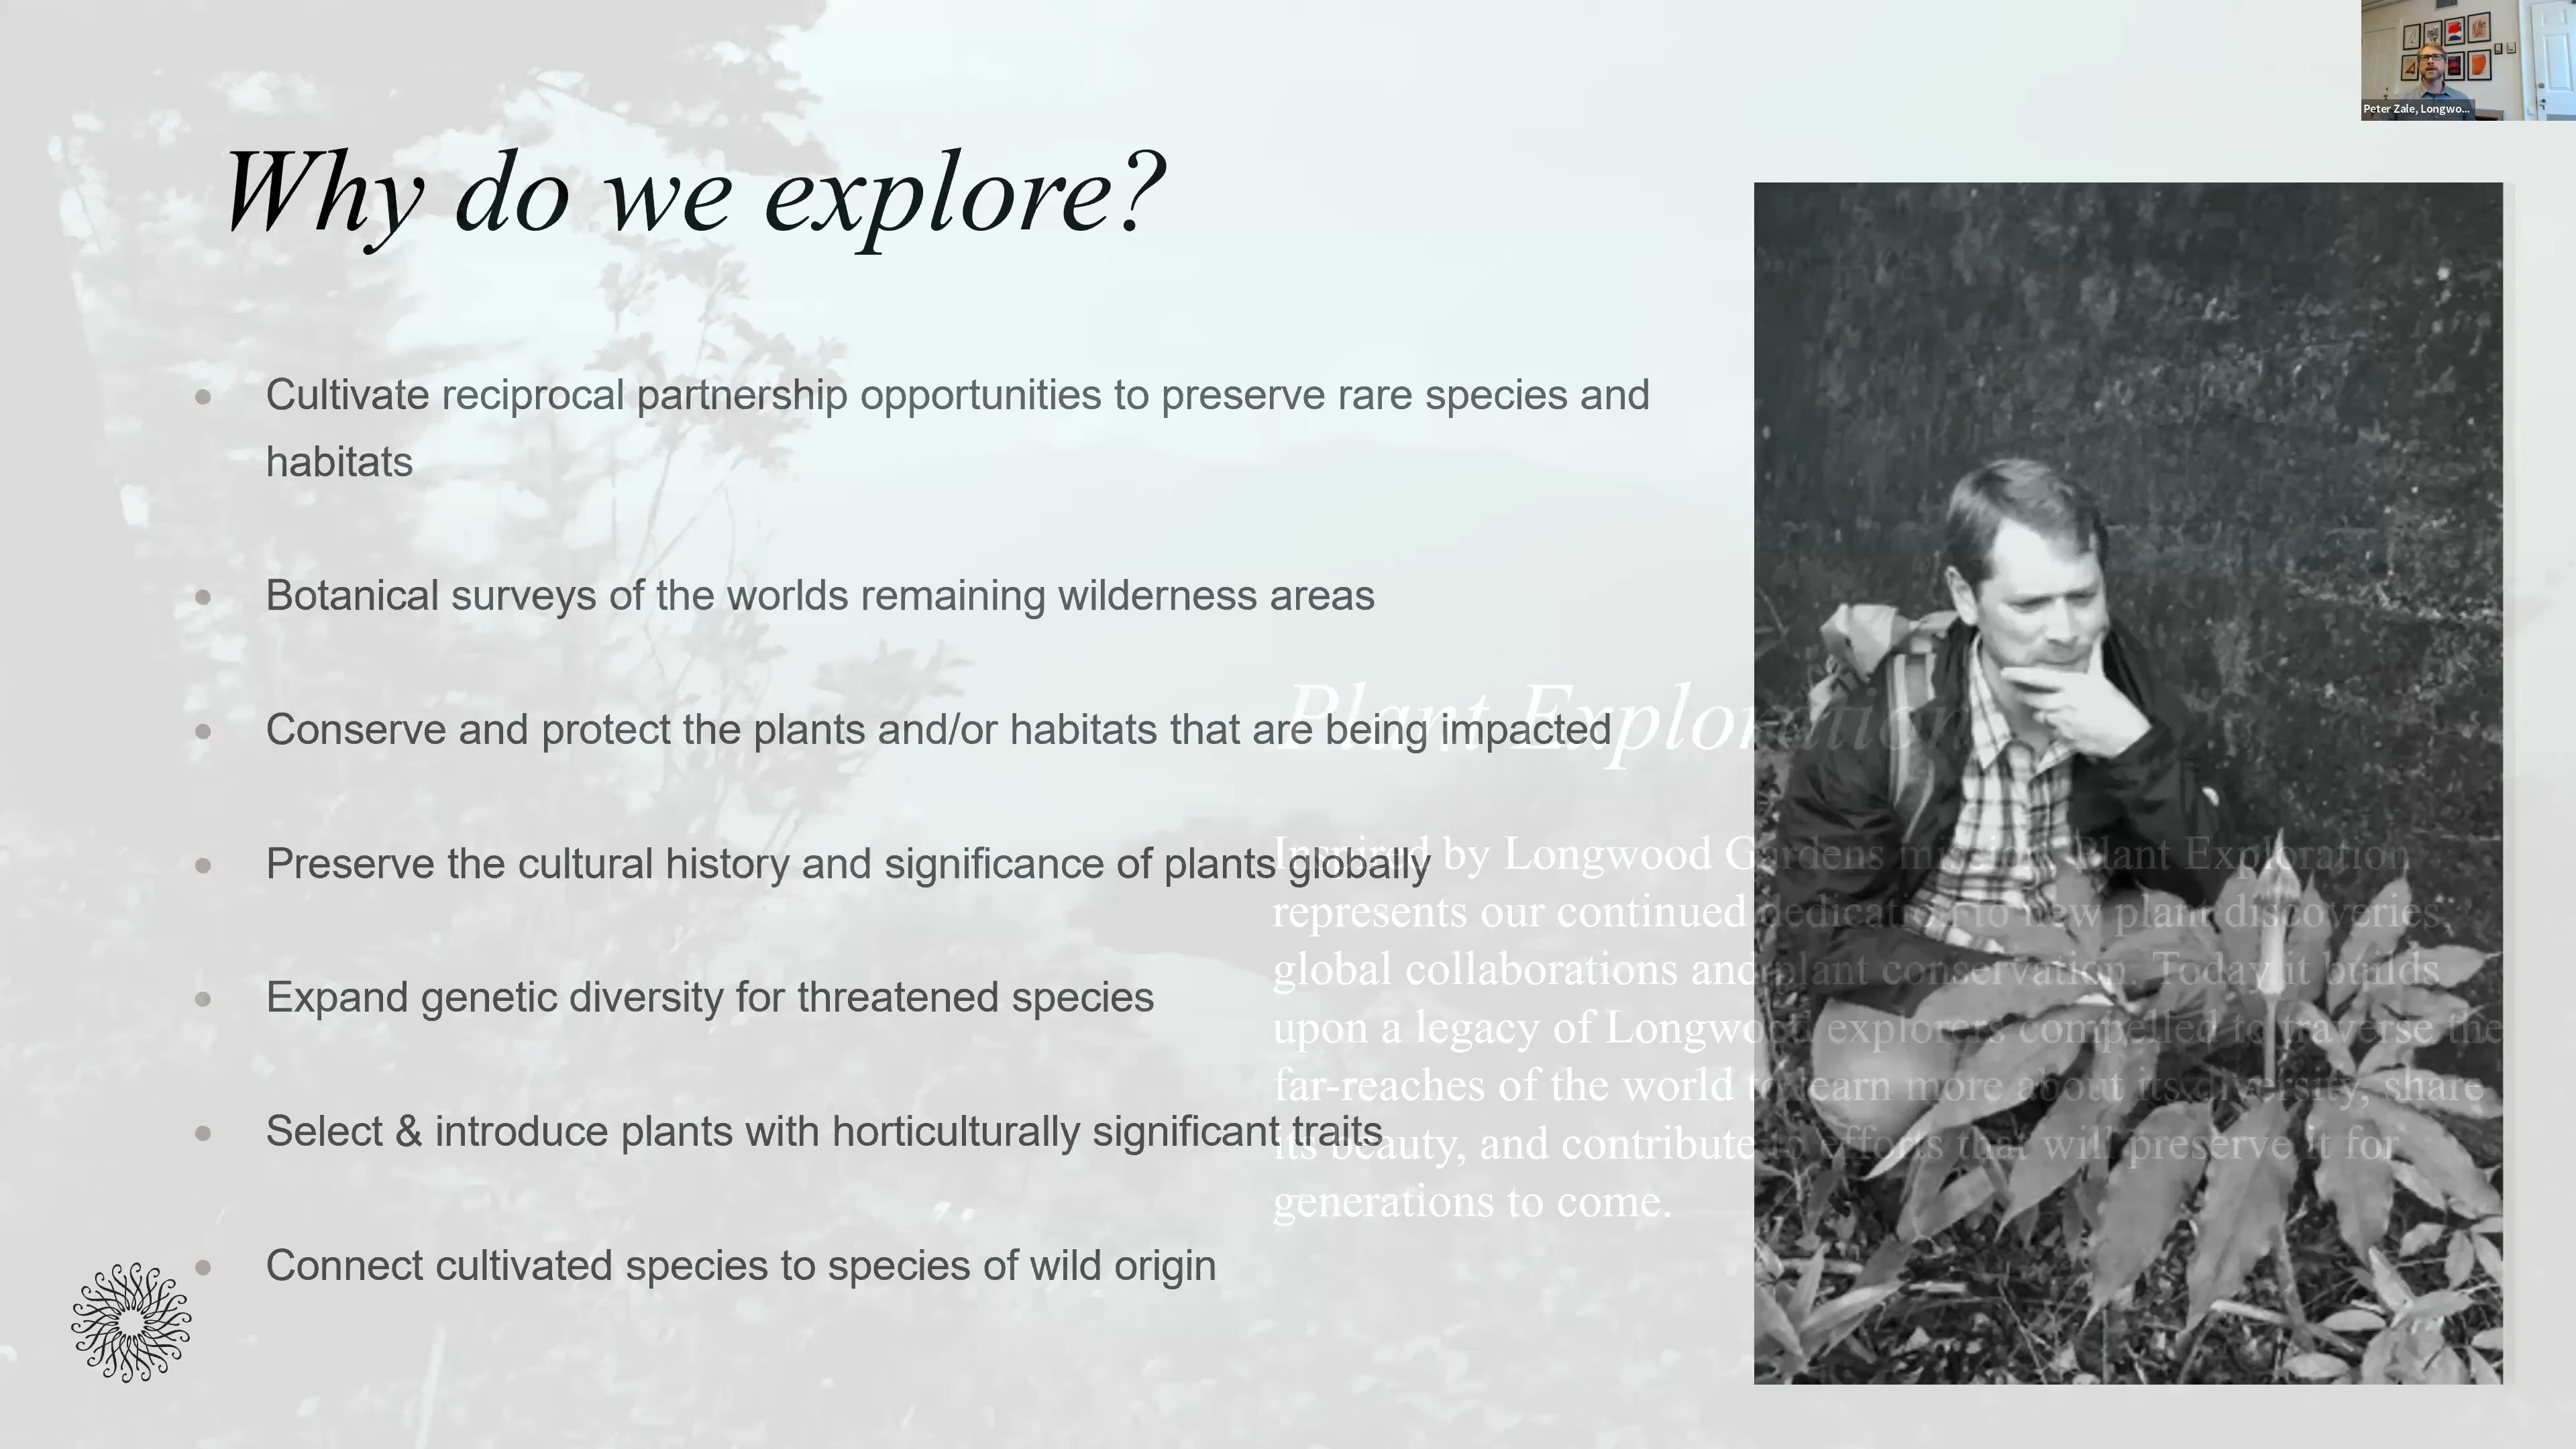 Peter Zale, Longwo...
Why do we explore?
Cultivate reciprocal partnership opportunities to preserve rare species and
habitats
Botanical surveys of the worlds remaining wilderness areas
Conserve and protect the plants and/or habitats that are being impacted
Preserve the cultural history and significance of plants globally
Expand genetic diversity for threatened species
Select & introduce plants with horticulturally significant traits
Connect cultivated species to species of wild origin
Plant Exploration
Inspired by Longwood Gardens mission, Plant Exploration
represents our continued dedication to new plant discoveries,
global collaborations and plant conservation. Today it builds
upon a legacy of Longwood explorers compelled to traverse the
far-reaches of the world to learn more about its diversity, share
its beauty, and contribute to efforts that will preserve it for
generations to come.